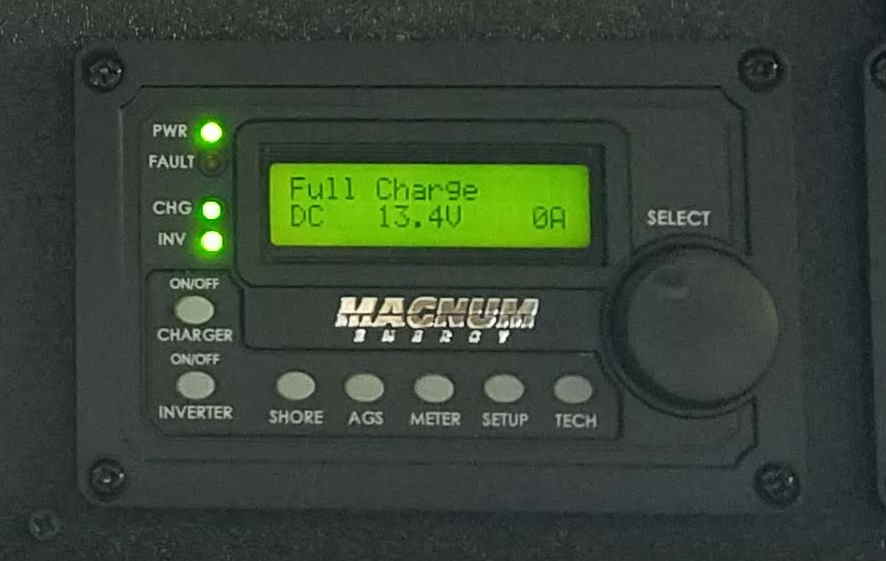 PWR
FAULT
CHG
INV
Full Charge
DC 13.4V 0A
SELECT
ON/OFF
CHARGER
ON/OFF
INVERTER
MAGNUM
ENERGY
SHORE
AGS
METER
SETUP
TECH